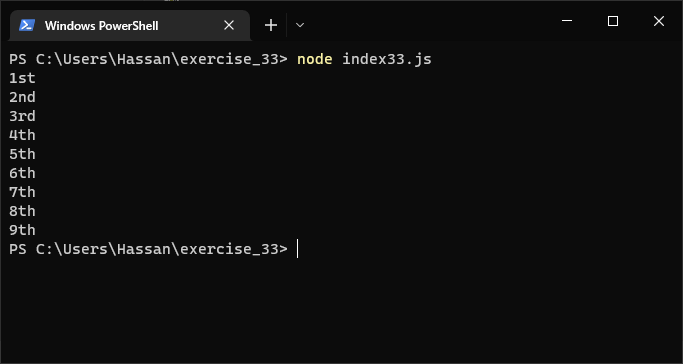 Windows PowerShell
PS C:\Users\Hassan\exercise_33> node index33.js
1st
2nd
3rd
4th
5th
6th
7th
8th
9th
PS C:\Users\Hassan\exercise_33>